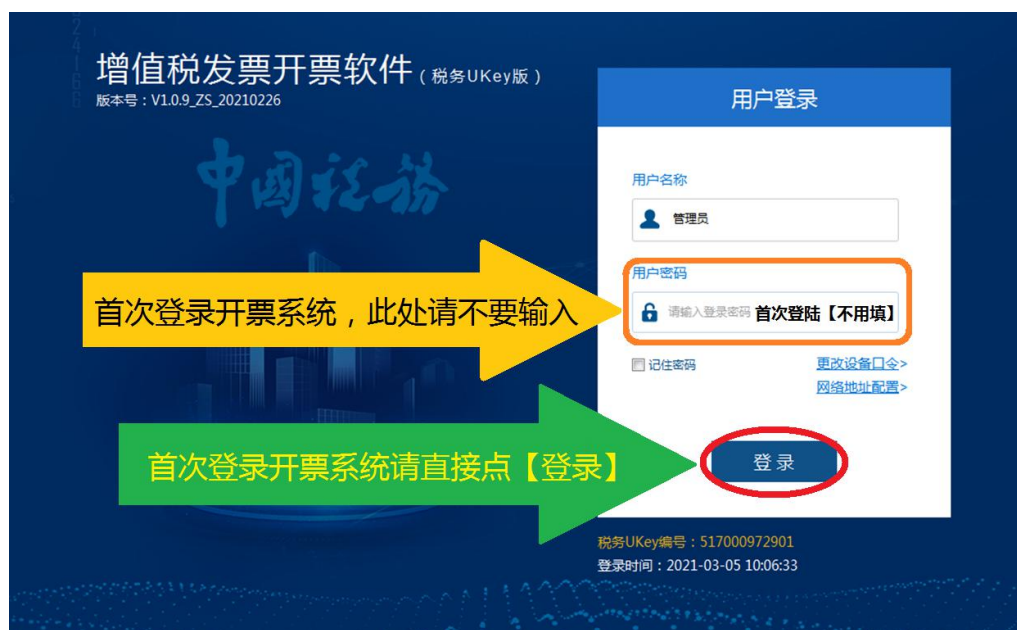 增值税发票开票软件（税务UKey版）
版本号：V1.0.9_ZS_20210226
中國税務
用户登录
用户名称
管理员
用户密码
首次登录开票系统，此处请不要输入
请输入登录密码 首次登陆【不用填】
记住密码
更改设备口令>
网络地址配置>
首次登录开票系统请直接点【登录】
登录
税务UKey编号：517000972901
登录时间：2021-03-05 10:06:33